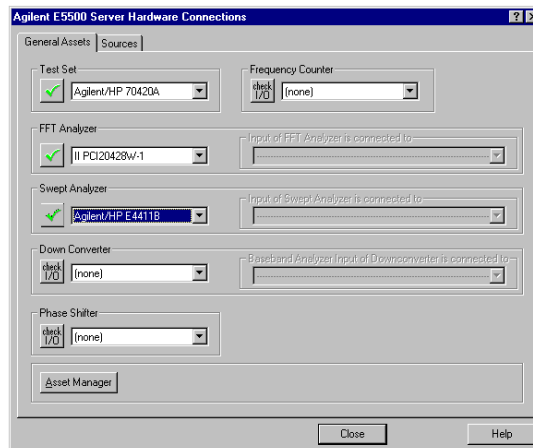 Agilent E5500 Server Hardware Connections
General Assets
Sources
Test Set
Agilent/HP 70420A
Frequency Counter
check I/O
(none)
FFT Analyzer
II PCI20428W-1
Input of FFT Analyzer is connected to
Swept Analyzer
Agilent/HP E4411B
Input of Swept Analyzer is connected to
Down Converter
check I/O
(none)
Baseband Analyzer Input of Downconverter is connected to
Phase Shifter
check I/O
(none)
Asset Manager
Close
Help